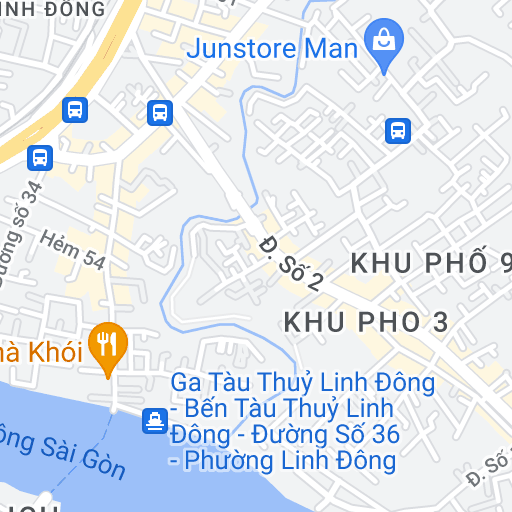 INH ĐÔNG
Junstore Man
Đường số 34
Hẻm 54
Đ. Số 2
KHU PHỐ 9
KHU PHO 3
hà Khói
Ga Tàu Thuỷ Linh Đông
- Bến Tàu Thuỷ Linh
Đông - Đường Số 36
- Phường Linh Đông
ông Sài Gòn
Đ. Số